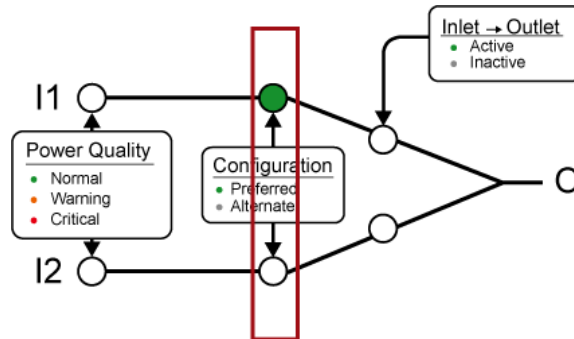 Inlet → Outlet
Active
Inactive
I1
Power Quality
Normal
Warning
Critical
Configuration
Preferred
Alternate
O
I2